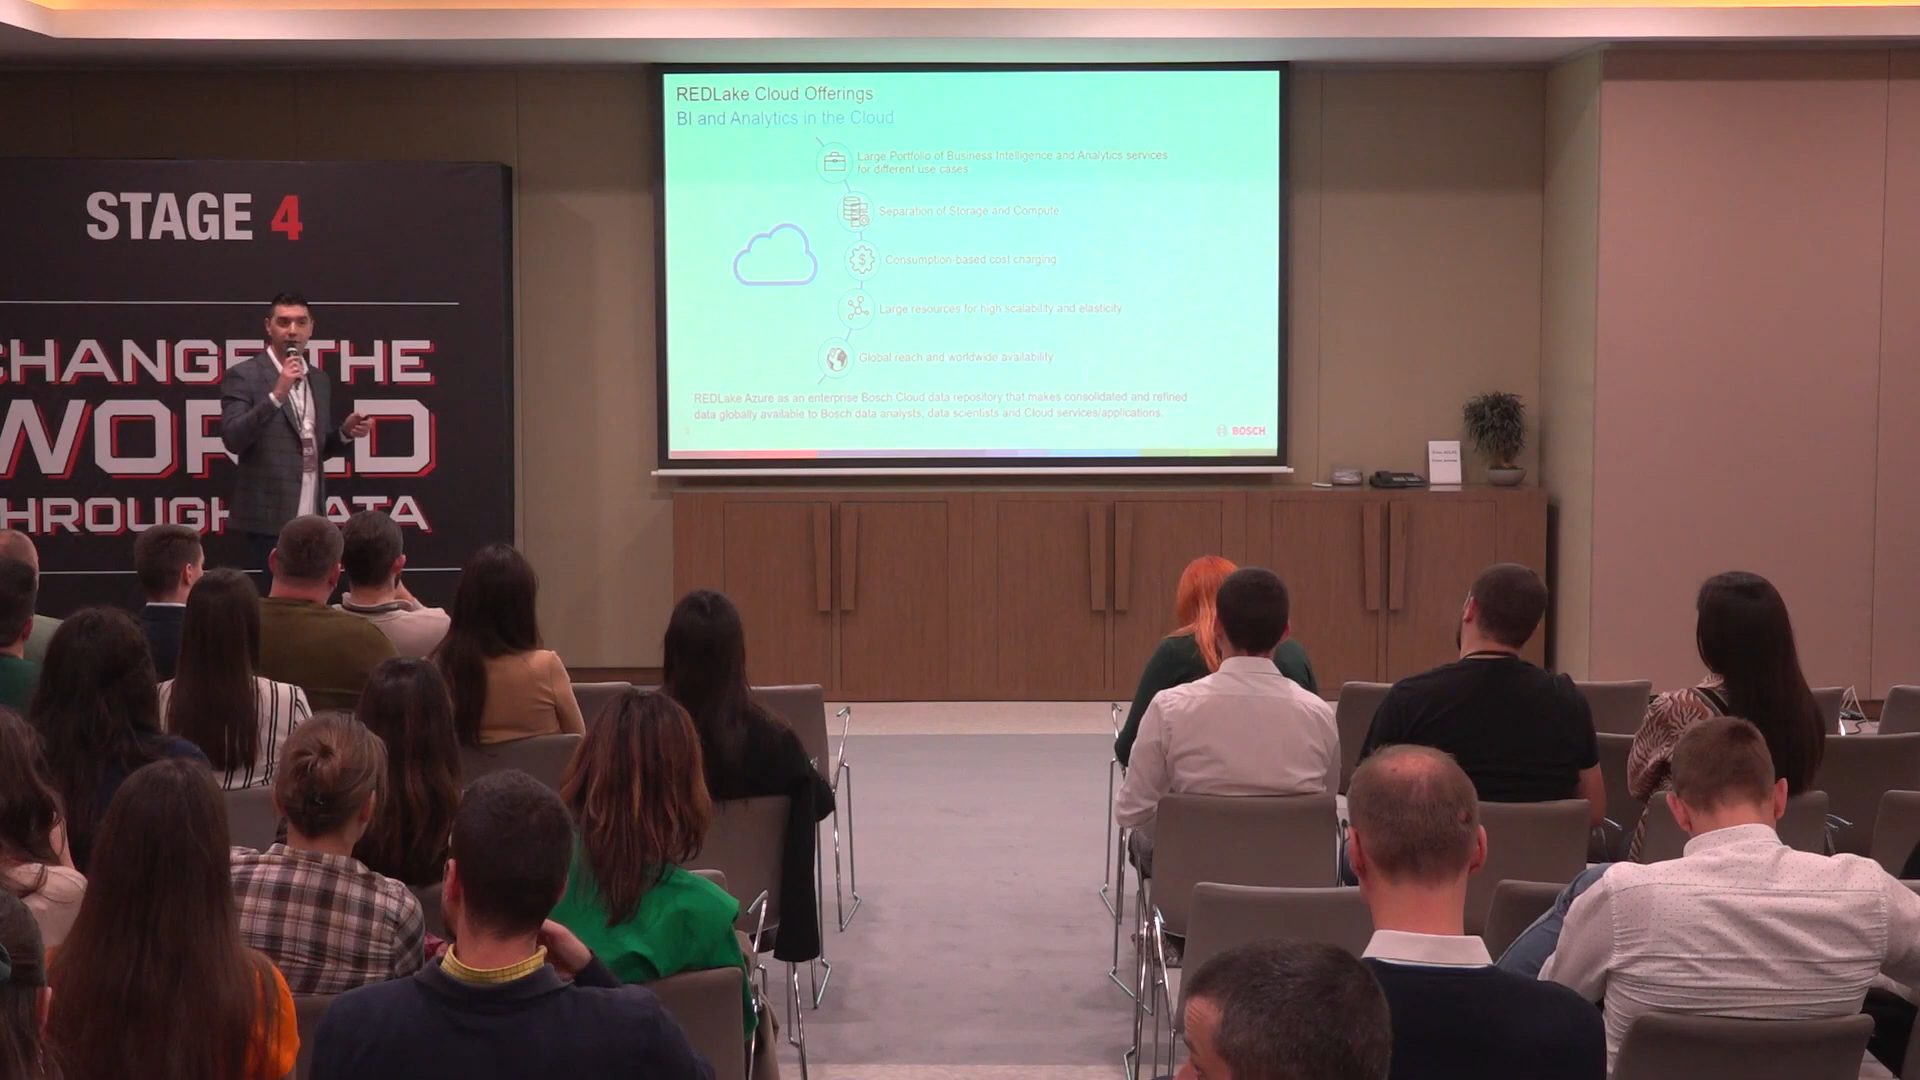 STAGE 4
CHANGE THE
WORLD
THROUGH DATA
REDLake Cloud Offerings
BI and Analytics in the Cloud
Large Portfolio of Business Intelligence and Analytics services
for different use cases
Separation of Storage and Compute
$
Consumption-based cost charging
Large resources for high scalability and elasticity
Global reach and worldwide availability
REDLake Azure as an enterprise Bosch Cloud data repository that makes consolidated and refined
data globally available to Bosch data analysts, data scientists and Cloud services/applications.
BOSCH